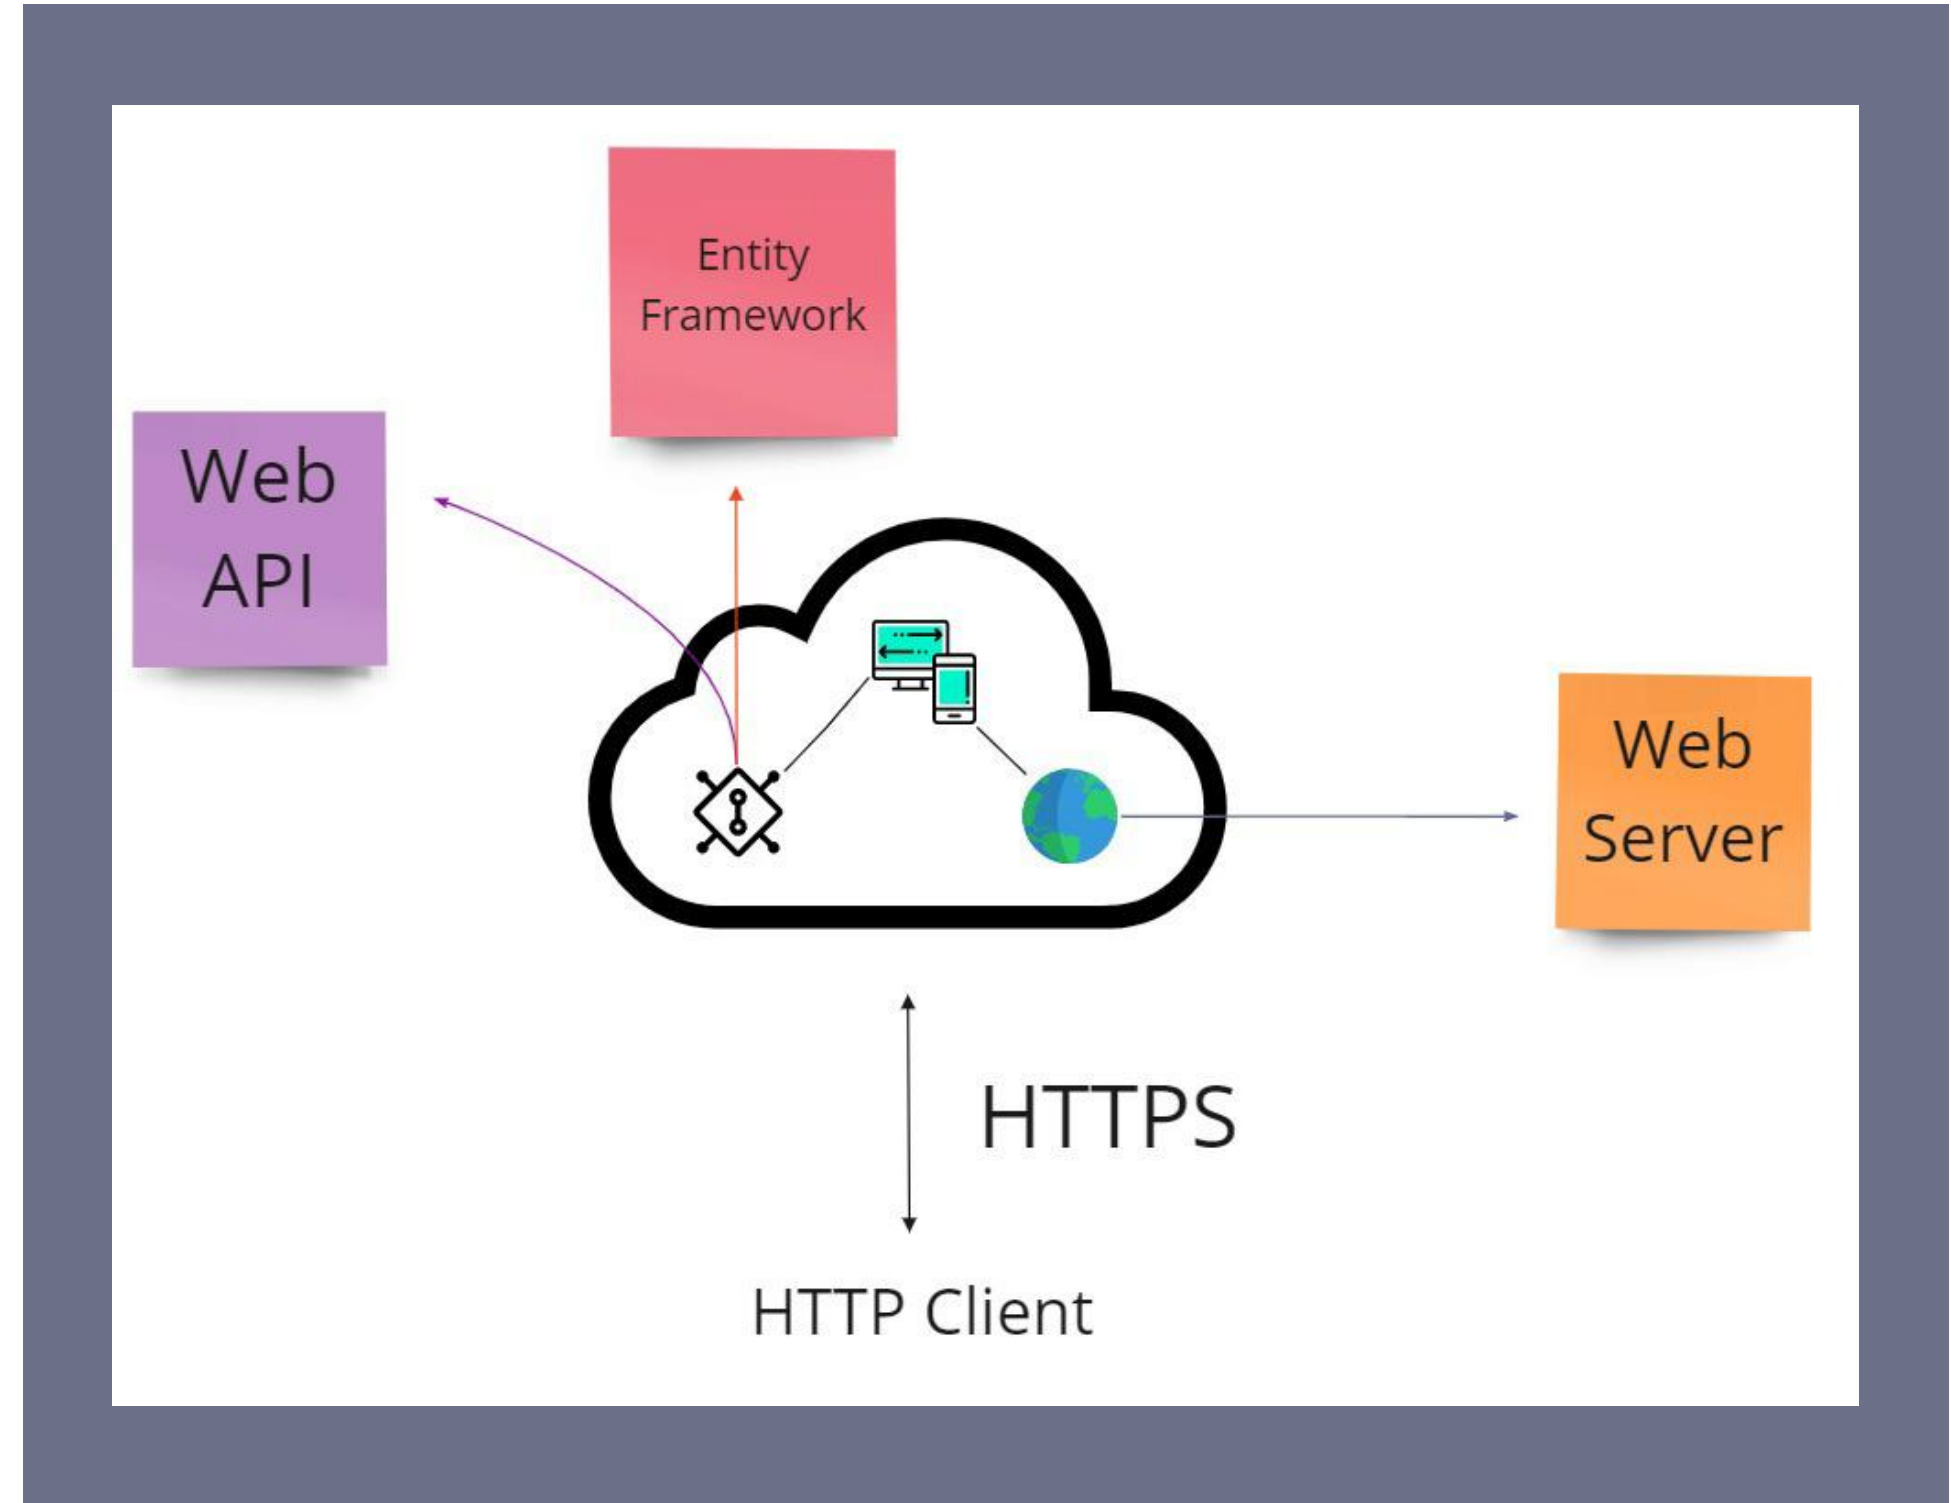 Entity
Framework
Web
API
Web
Server
HTTPS
HTTP Client